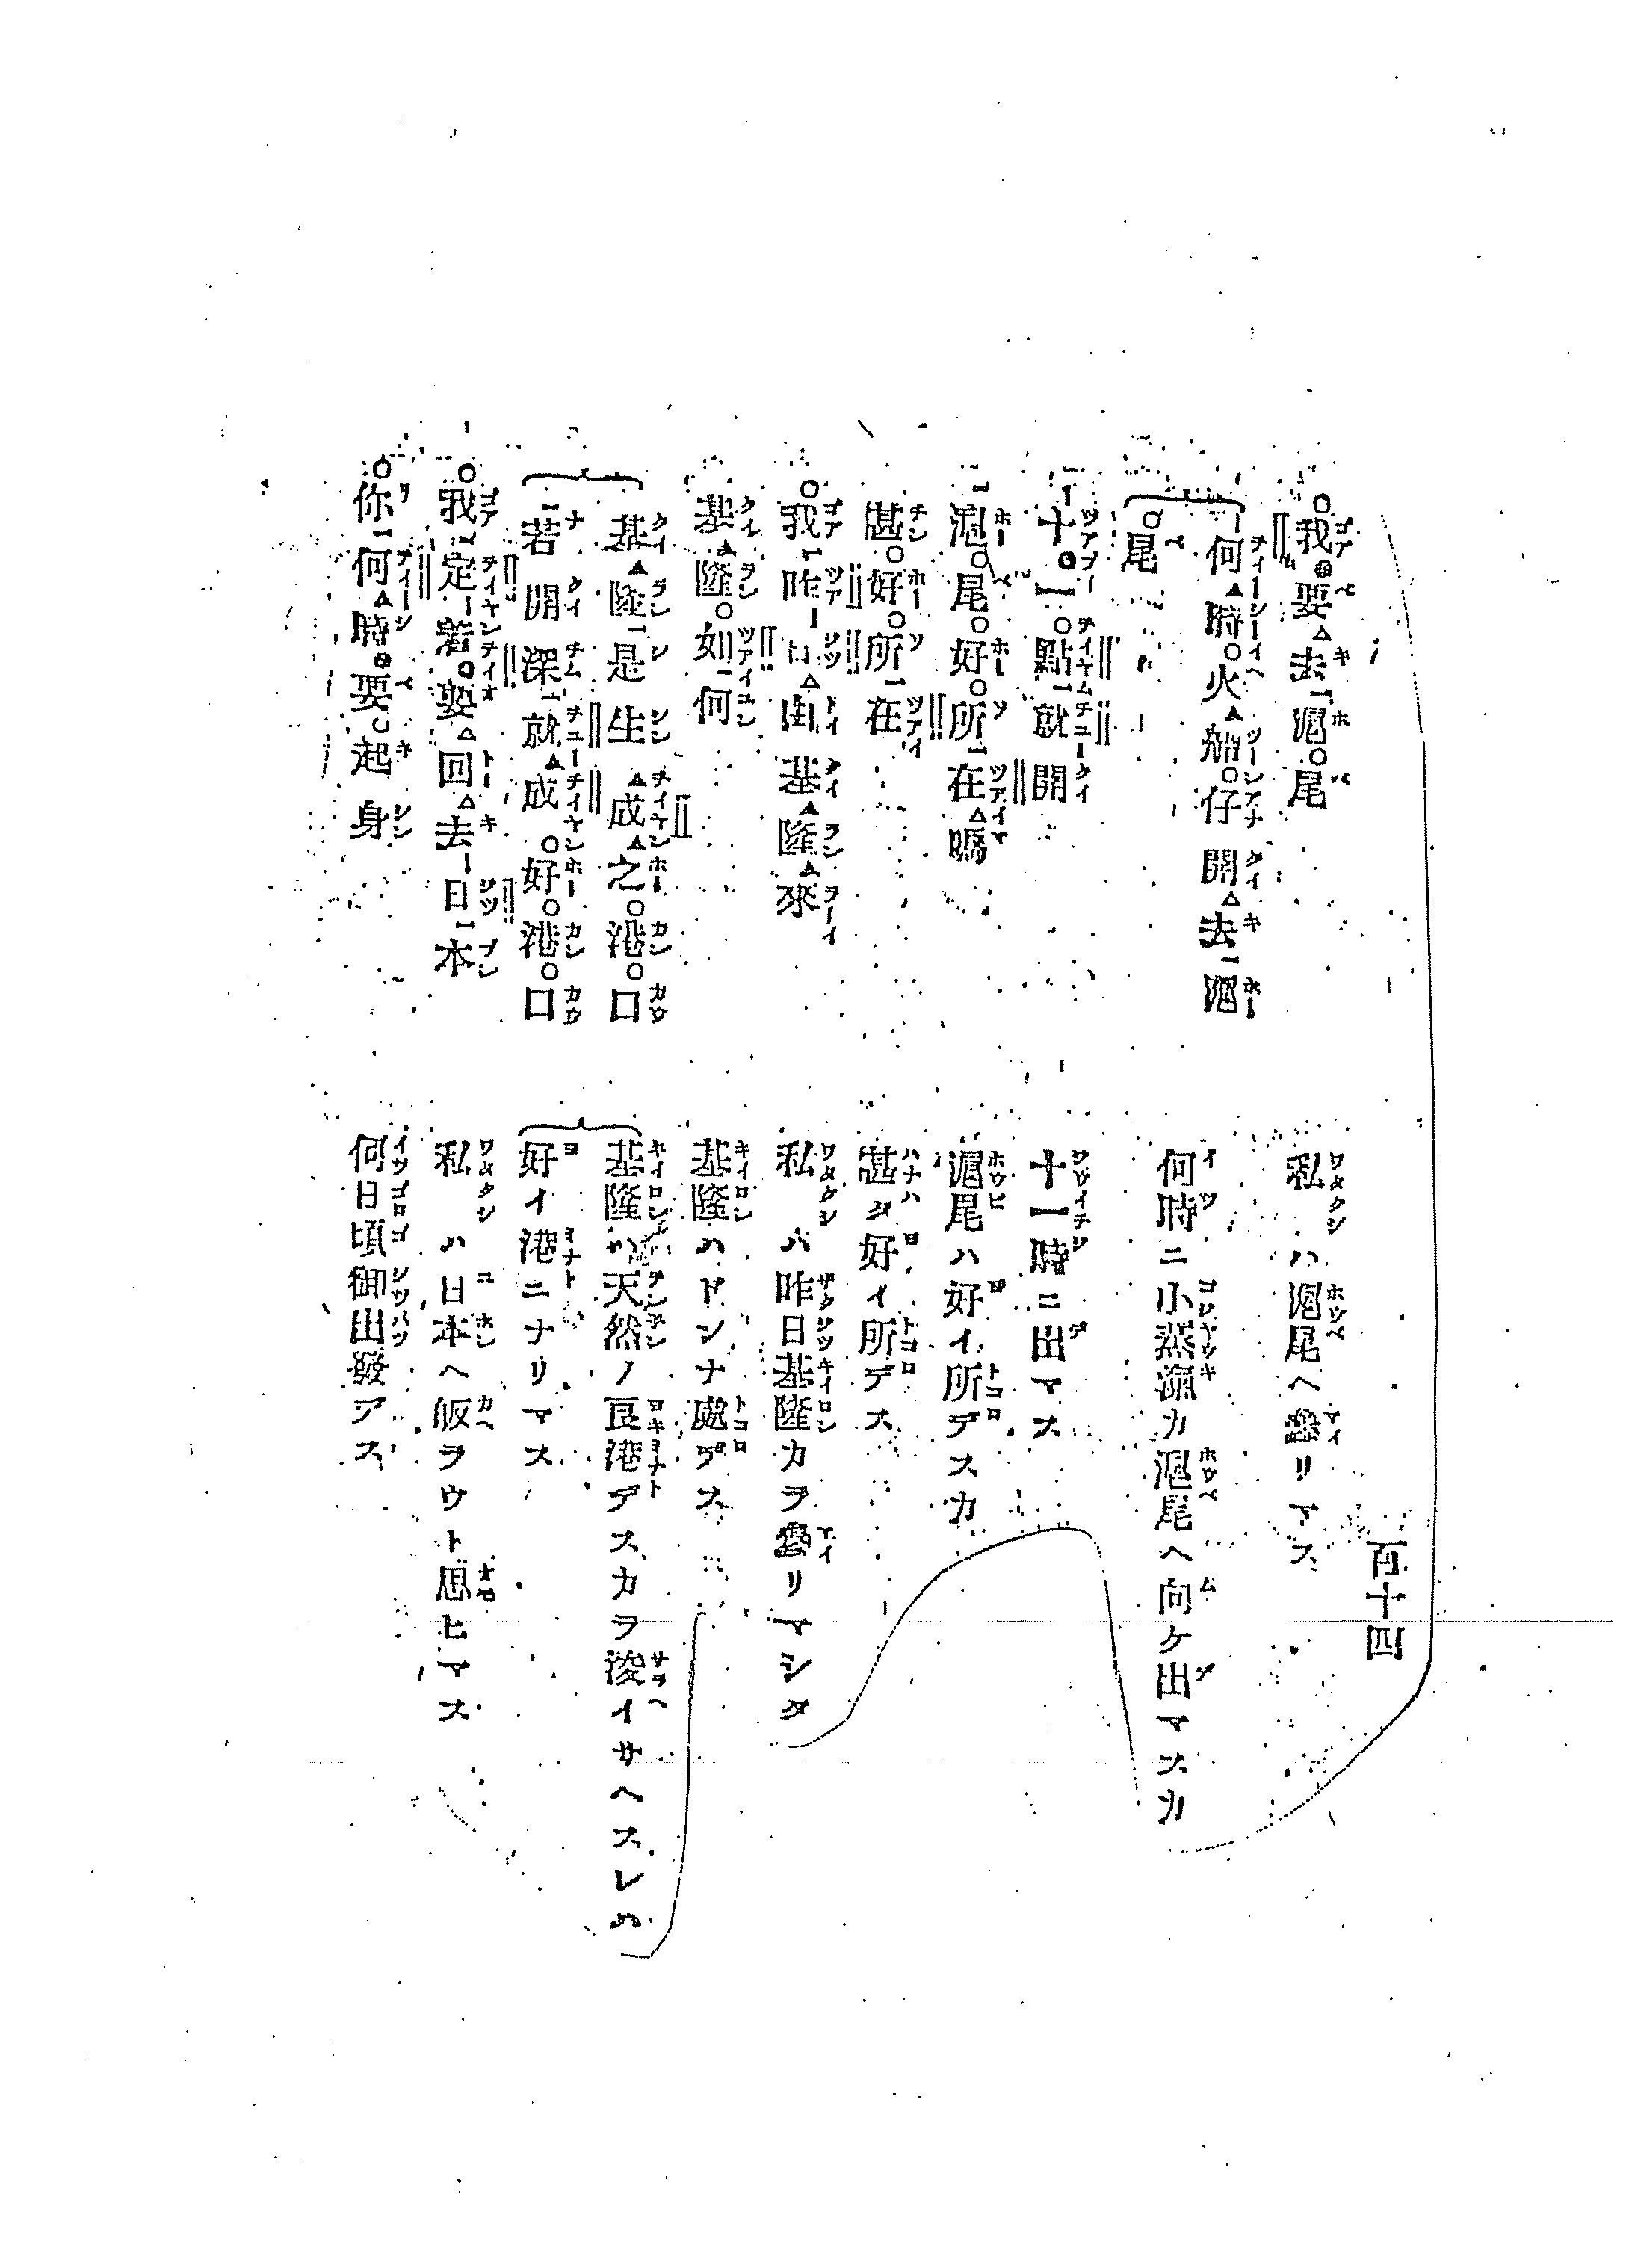 百十四
我要去滬尾
私ハ滬尾ヘ參リマス
何時火船仔開去滬
尾
何時ニ小蒸滊カ滬尾ヘ向ケ出マスカ
十一點就開
十一時ニ出マス
滬尾好所在嗎
滬尾ハ好イ所デスカ
甚好所在
甚タ好イ所デス
我昨日由基隆來
私ハ昨日基隆カラ參リマシタ
基隆如何
基隆ハドンナ處デス
基隆是生成之港口
若開深就成好港口
基隆ハ天然ノ良港デスカラ浚イサヘスレハ
好イ港ニナリマス
我定着要回去日本
私ハ日本ヘ皈ラウト思ヒマス
你何時要起身
何日頃御出發デス